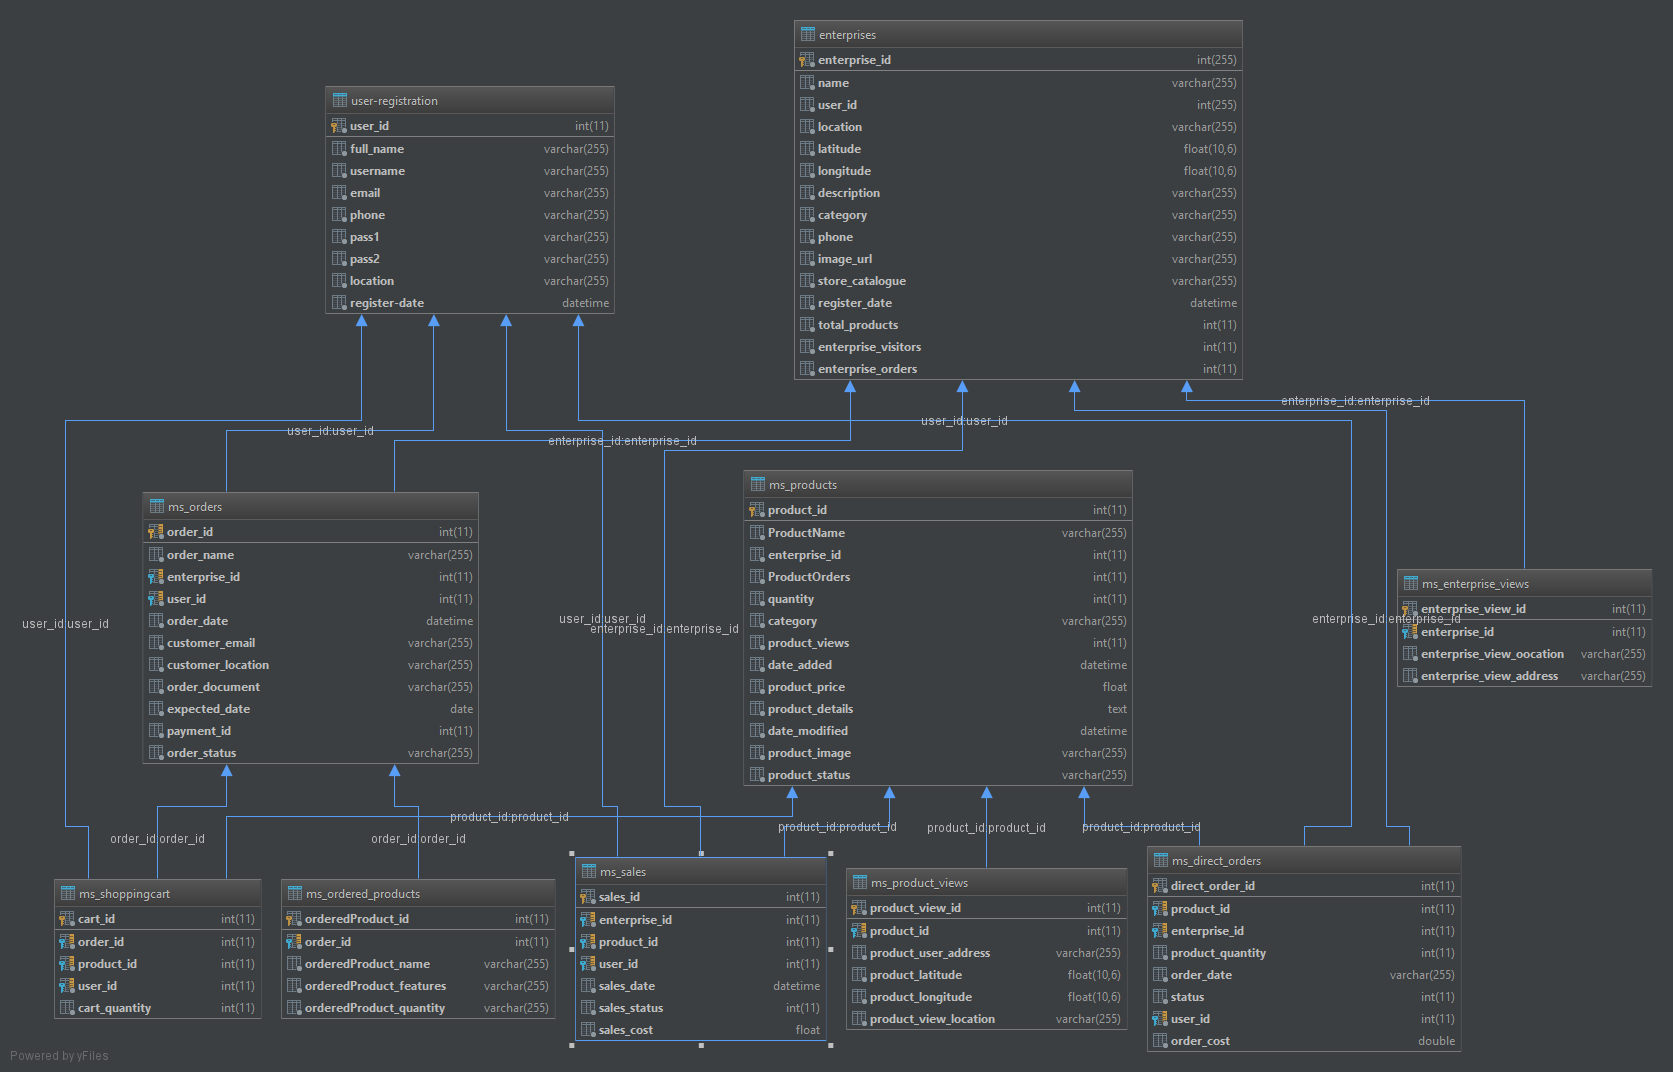 enterprises
enterprise_id int(255)
name varchar(255)
user_id int(255)
location varchar(255)
latitude float(10,6)
longitude float(10,6)
description varchar(255)
category varchar(255)
phone varchar(255)
image_url varchar(255)
store_catalogue varchar(255)
register_date datetime
total_products int(11)
enterprise_visitors int(11)
enterprise_orders int(11)
user-registration
user_id int(11)
full_name varchar(255)
username varchar(255)
email varchar(255)
phone varchar(255)
pass1 varchar(255)
pass2 varchar(255)
location varchar(255)
register-date datetime
enterprise_id:enterprise_id
user_id:user_id
user_id:user_id
enterprise_id:enterprise_id
ms_orders
order_id int(11)
order_name varchar(255)
enterprise_id int(11)
user_id int(11)
order_date datetime
customer_email varchar(255)
customer_location varchar(255)
order_document varchar(255)
expected_date date
payment_id int(11)
order_status varchar(255)
ms_products
product_id int(11)
ProductName varchar(255)
enterprise_id int(11)
ProductOrders int(11)
quantity int(11)
category varchar(255)
product_views int(11)
date_added datetime
product_price float
product_details text
date_modified datetime
product_image varchar(255)
product_status varchar(255)
ms_enterprise_views
enterprise_view_id int(11)
enterprise_id int(11)
enterprise_view_oocation varchar(255)
enterprise_view_address varchar(255)
user_id:user_id
user_id:user_id
enterprise_id:enterprise_id
enterprise_id:enterprise_id
product_id:product_id
product_id:product_id
product_id:product_id
product_id:product_id
order_id:order_id
order_id:order_id
ms_shoppingcart
cart_id int(11)
order_id int(11)
product_id int(11)
user_id int(11)
cart_quantity int(11)
ms_ordered_products
orderedProduct_id int(11)
order_id int(11)
orderedProduct_name varchar(255)
orderedProduct_features varchar(255)
orderedProduct_quantity varchar(255)
ms_sales
sales_id int(11)
enterprise_id int(11)
product_id int(11)
user_id int(11)
sales_date datetime
sales_status int(11)
sales_cost float
ms_product_views
product_view_id int(11)
product_id int(11)
product_user_address varchar(255)
product_latitude float(10,6)
product_longitude float(10,6)
product_view_location varchar(255)
ms_direct_orders
direct_order_id int(11)
product_id int(11)
enterprise_id int(11)
product_quantity int(11)
order_date varchar(255)
status int(11)
user_id int(11)
order_cost double
Powered by yFiles